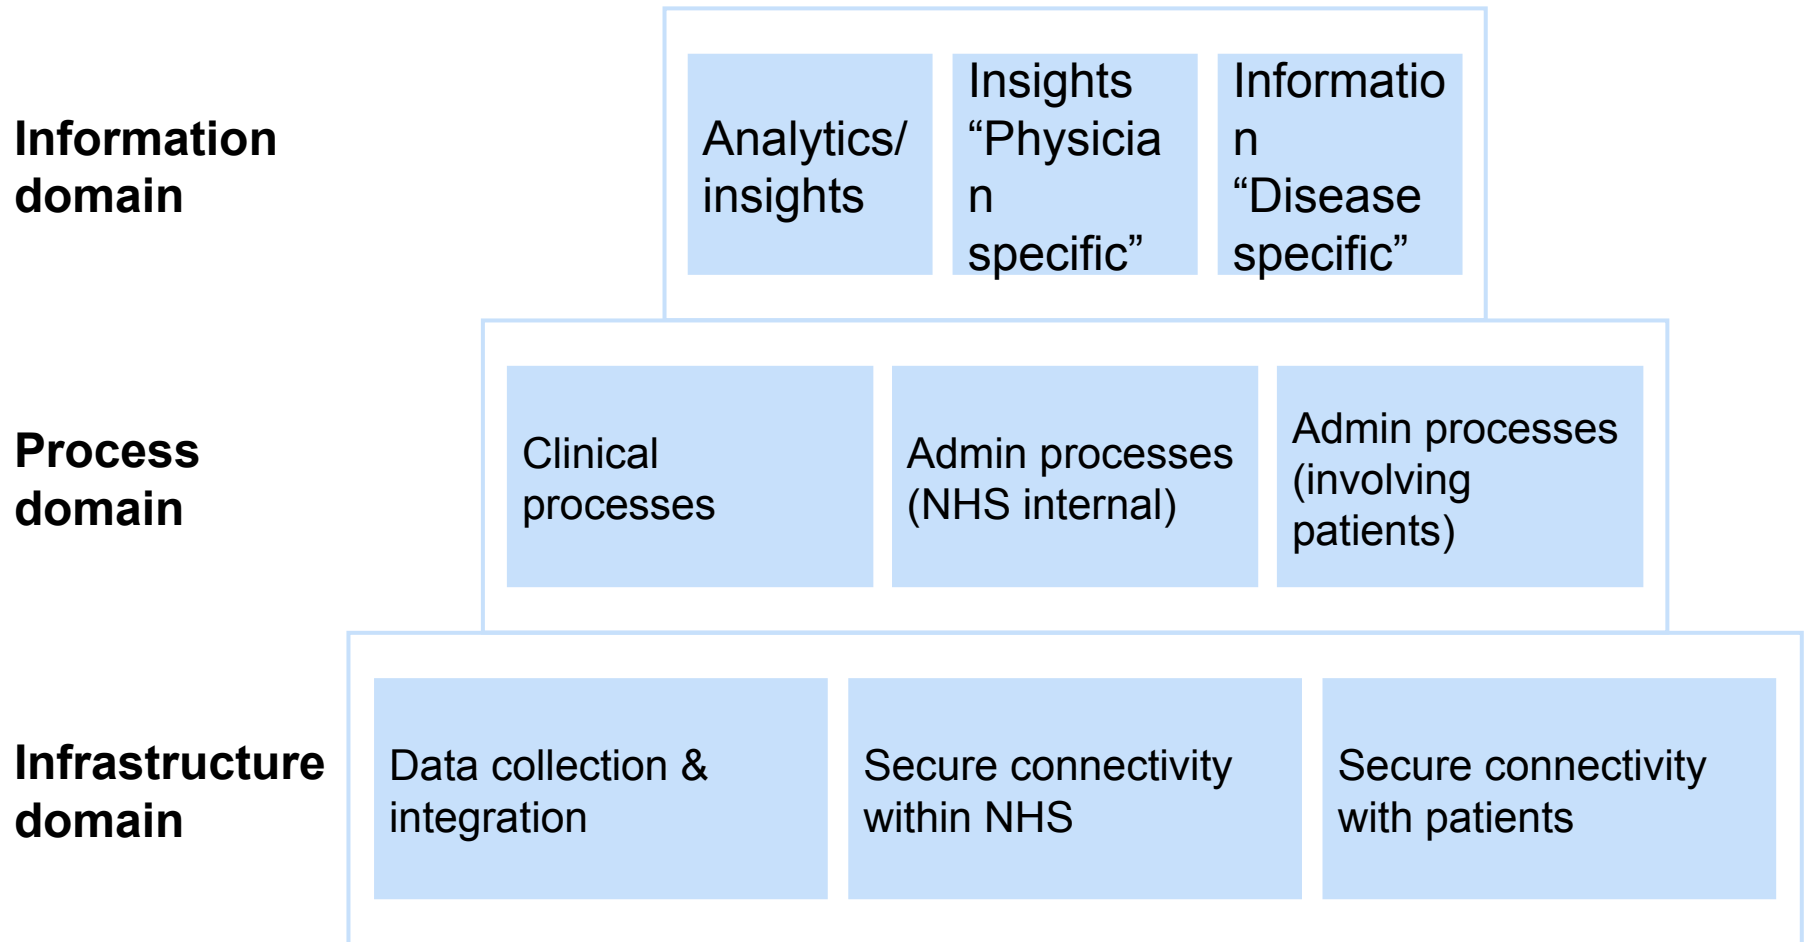 Information
domain
Analytics/
insights
Insights
“Physicia
n
specific”
Informatio
n
“Disease
specific”
Process
domain
Clinical
processes
Admin processes
(NHS internal)
Admin processes
(involving
patients)
Infrastructure
domain
Data collection &
integration
Secure connectivity
within NHS
Secure connectivity
with patients